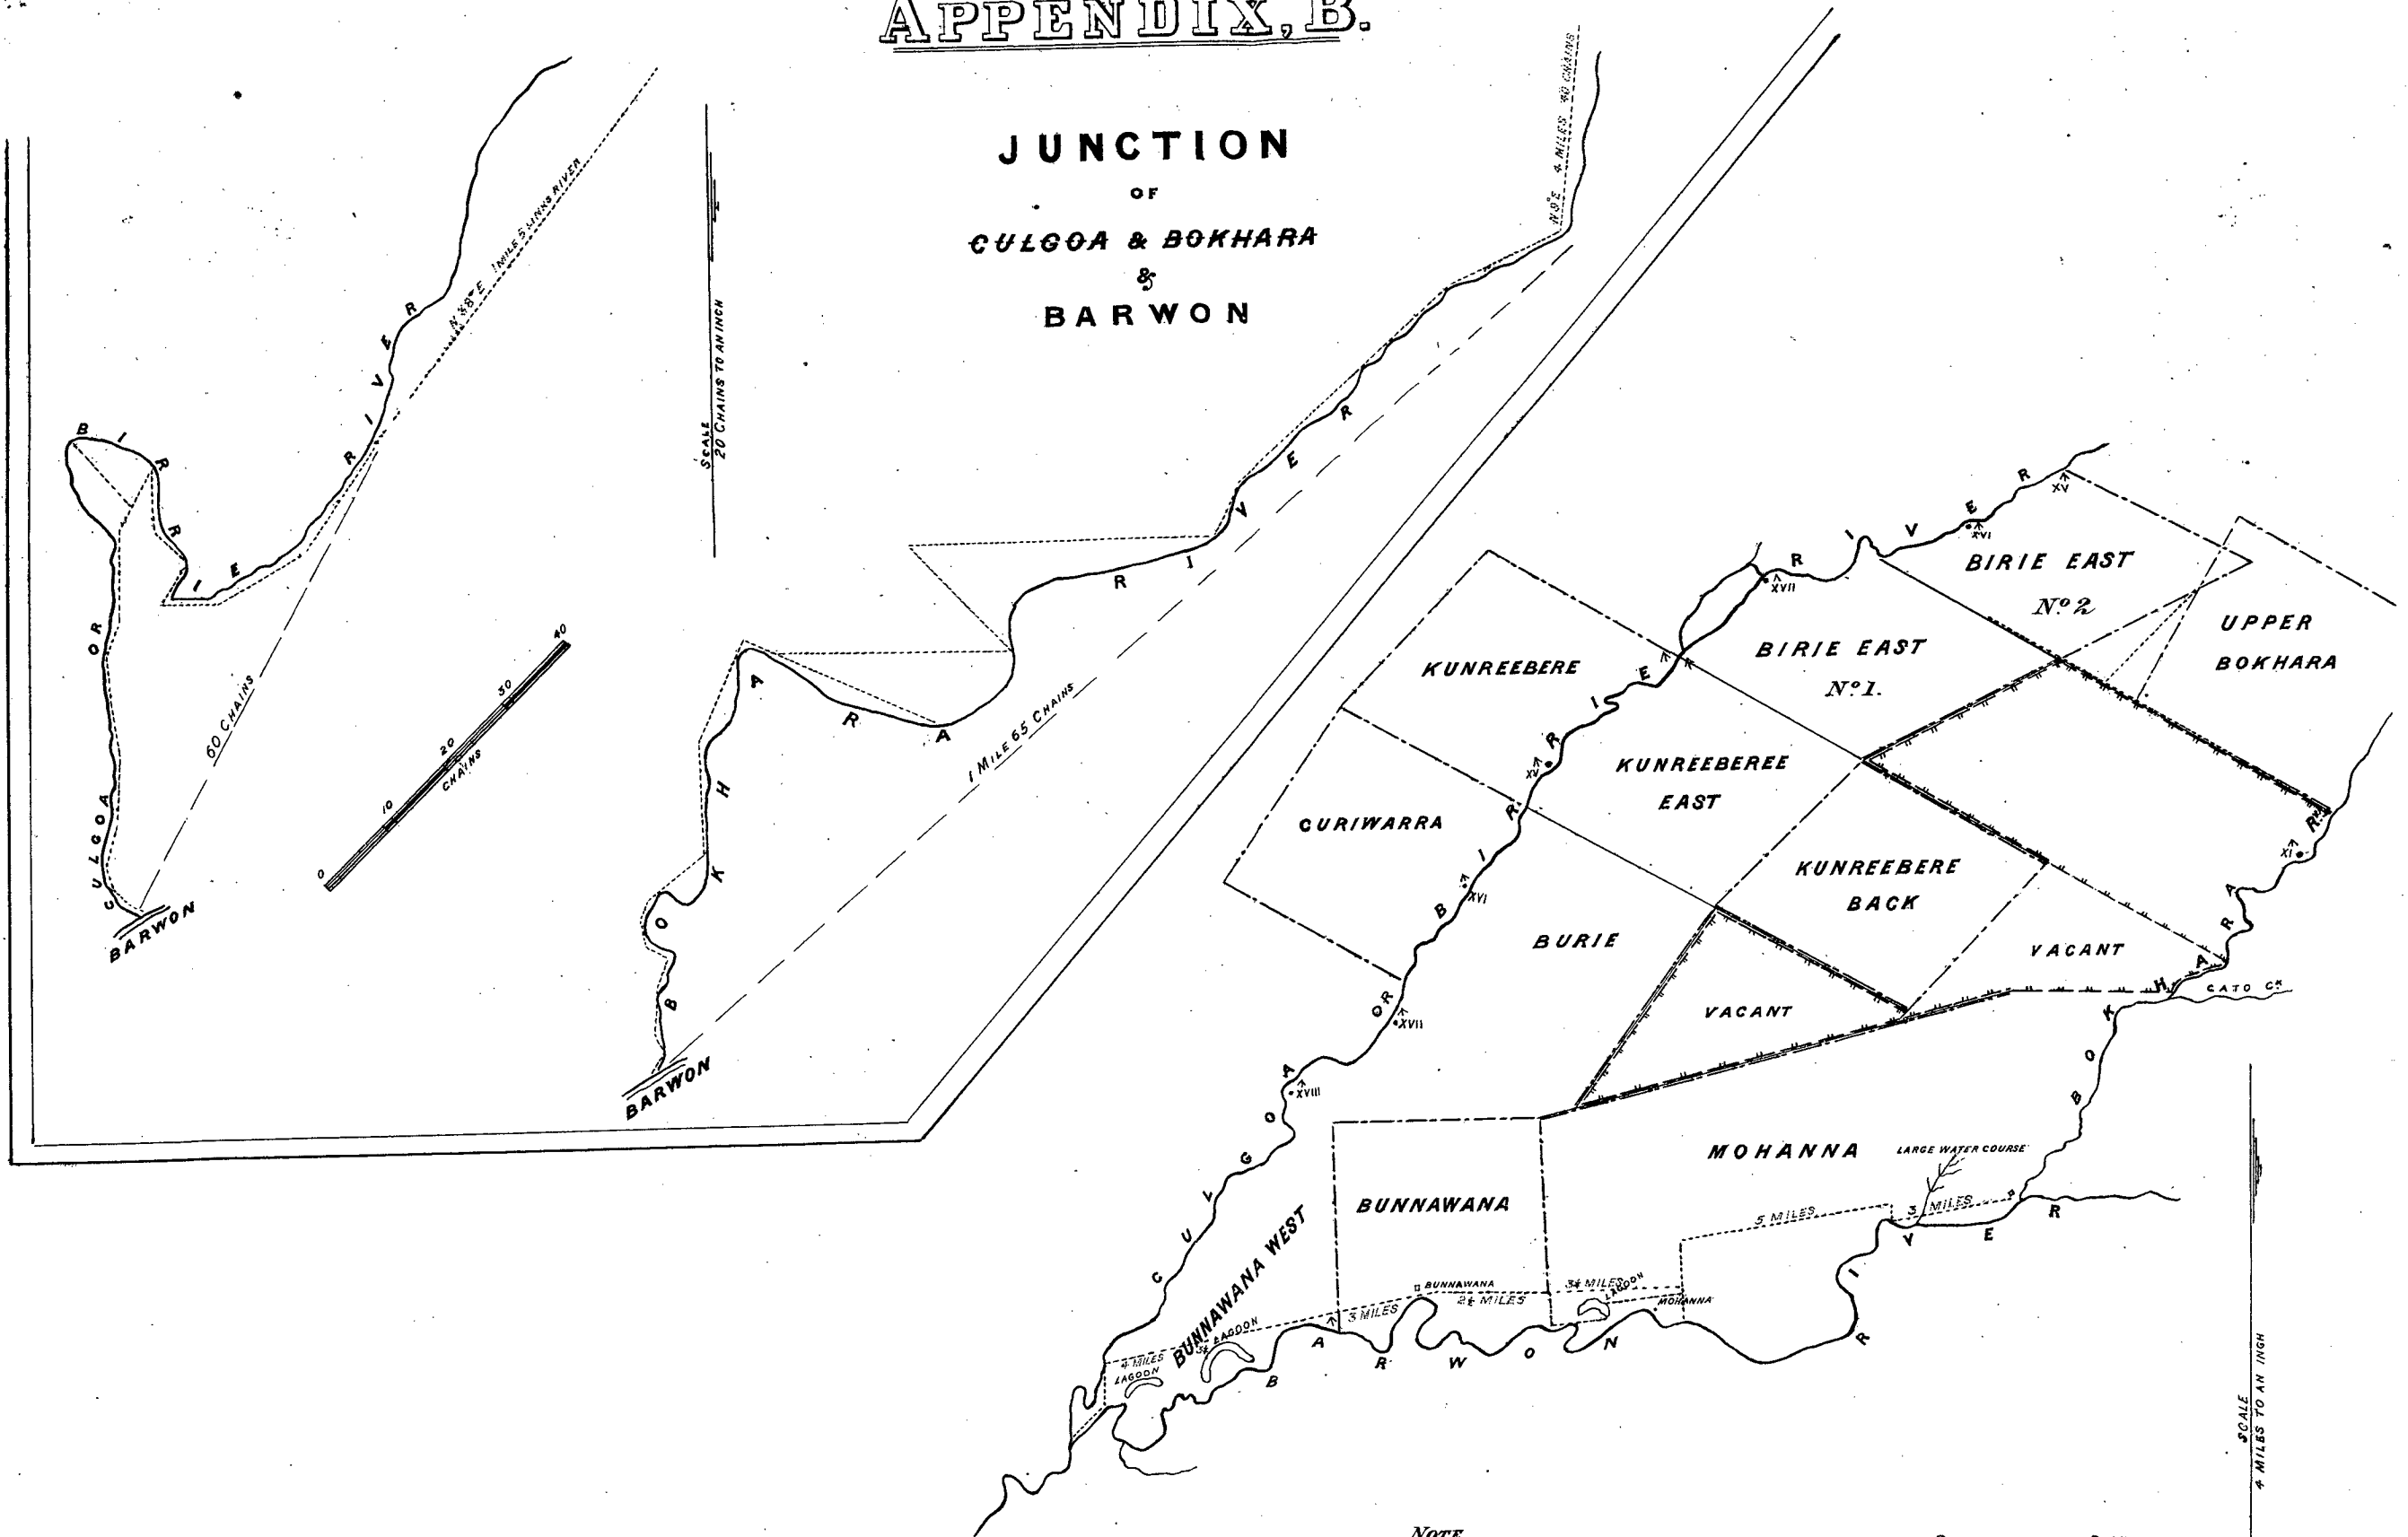 APPENDIX, B.
JUNCTION
OF
CULGOA & BOKHARA
&
BARWON
N 38° E 1 MILE 5 LINKS RIVER
N 9° E 4 MILES 40 CHAINS
SCALE
20 CHAINS TO AN INCH
CULGOA OR BIRRIE RIVER
60 CHAINS
BARWON
0 10 20 30 40
CHAINS
BOKHARA RIVER
1 MILE 65 CHAINS
BARWON
CULGOA OR BIRRIE RIVER
XV
XVI
XVII
BIRIE EAST
No. 2
UPPER
BOKHARA
BIRIE EAST
No. 1.
KUNREEBERE
KUNREEBEREE
EAST
XV
CURIWARRA
KUNREEBERE
BACK
XVI
BURIE
VACANT
XI
BOKHARA RR.
CATO CK
VACANT
XVII
XVIII
MOHANNA
LARGE WATER COURSE
BUNNAWANA
BUNNAWANA WEST
5 MILES
3 MILES
BUNNAWANA
3¼ MILES
LAGOON
2½ MILES
MOHANNA
3 MILES
LAGOON
4 MILES
LAGOON
BARWON RIVER
SCALE
4 MILES TO AN INCH
NOTE